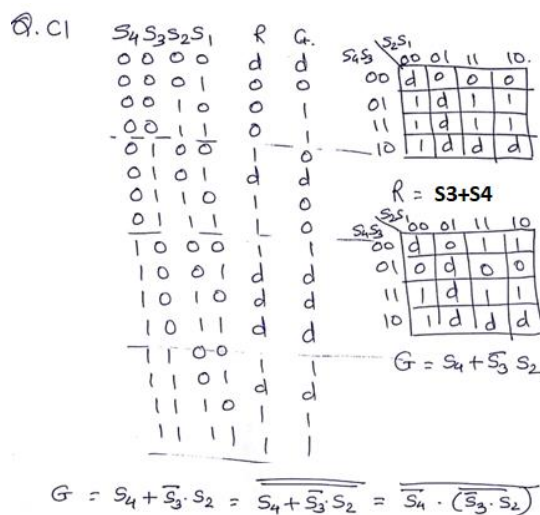 Q. C1
S₄S₃S₂S₁ R G.
0 0 0 0 d d
0 0 0 1 0 0
0 0 1 0 0 1
0 0 1 1 0 1
0 1 0 0 1 0
0 1 0 1 d d
0 1 1 0 1 0
0 1 1 1 1 0
1 0 0 0 1 1
1 0 0 1 d d
1 0 1 0 d d
1 0 1 1 d d
1 1 0 0 1 1
1 1 0 1 d d
1 1 1 0 1 1
1 1 1 1 1 1
S₂S₁
S₄S₃ 00 01 11 10.
00 d 0 0 0
01 1 d 1 1
11 1 d 1 1
10 1 d d d
R = S3+S4
S₂S₁
S₄S₃ 00 01 11 10
00 d 0 1 1
01 0 d 0 0
11 1 d 1 1
10 1 d d d
G = S₄ + S̅₃ S₂
G = S₄ + S̅₃ · S₂ = \overline{\overline{S₄ + S̅₃ · S₂}} = \overline{\overline{S₄} · (\overline{\overline{S₃} · S₂})}